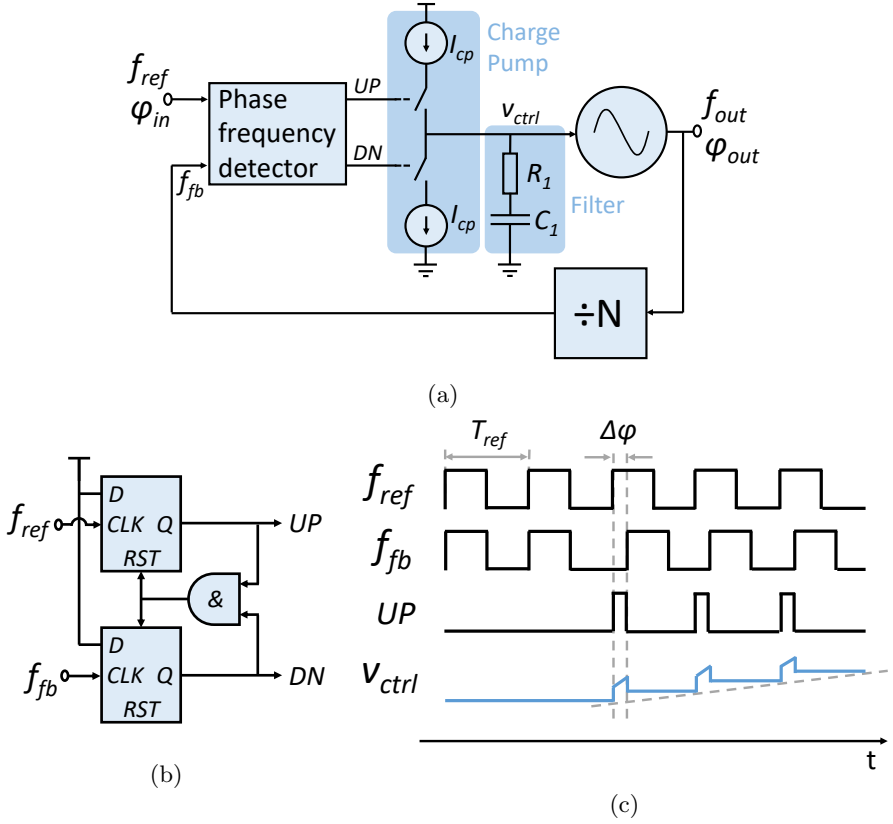 Charge
Pump
I_cp
f_ref
φ_in
Phase
frequency
detector
UP
DN
f_fb
v_ctrl
f_out
φ_out
R_1
C_1
Filter
I_cp
÷N
(a)
D
f_ref
CLK Q
RST
UP
&
D
f_fb
CLK Q
RST
DN
(b)
T_ref
Δφ
f_ref
f_fb
UP
v_ctrl
t
(c)